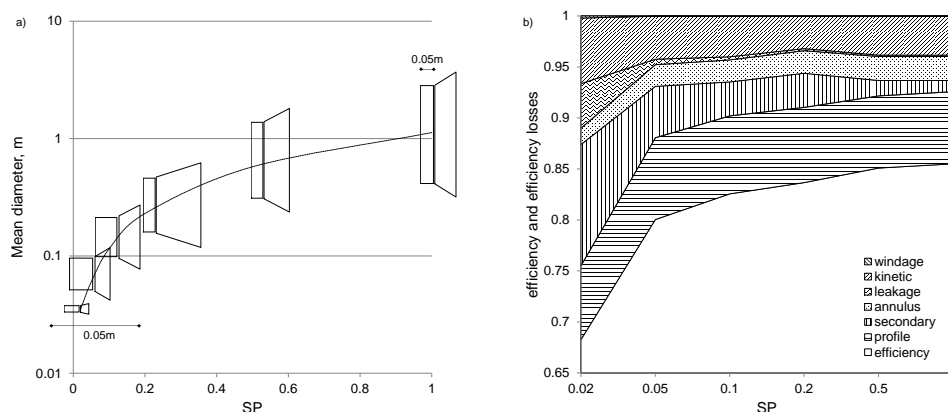 a)
Mean diameter, m
10
1
0.1
0.01
0.05m
0.05m
0 0.2 0.4 0.6 0.8 1
SP
b)
efficiency and efficiency losses
1
0.95
0.9
0.85
0.8
0.75
0.7
0.65
windage
kinetic
leakage
annulus
secondary
profile
efficiency
0.02 0.05 0.1 0.2 0.5
SP